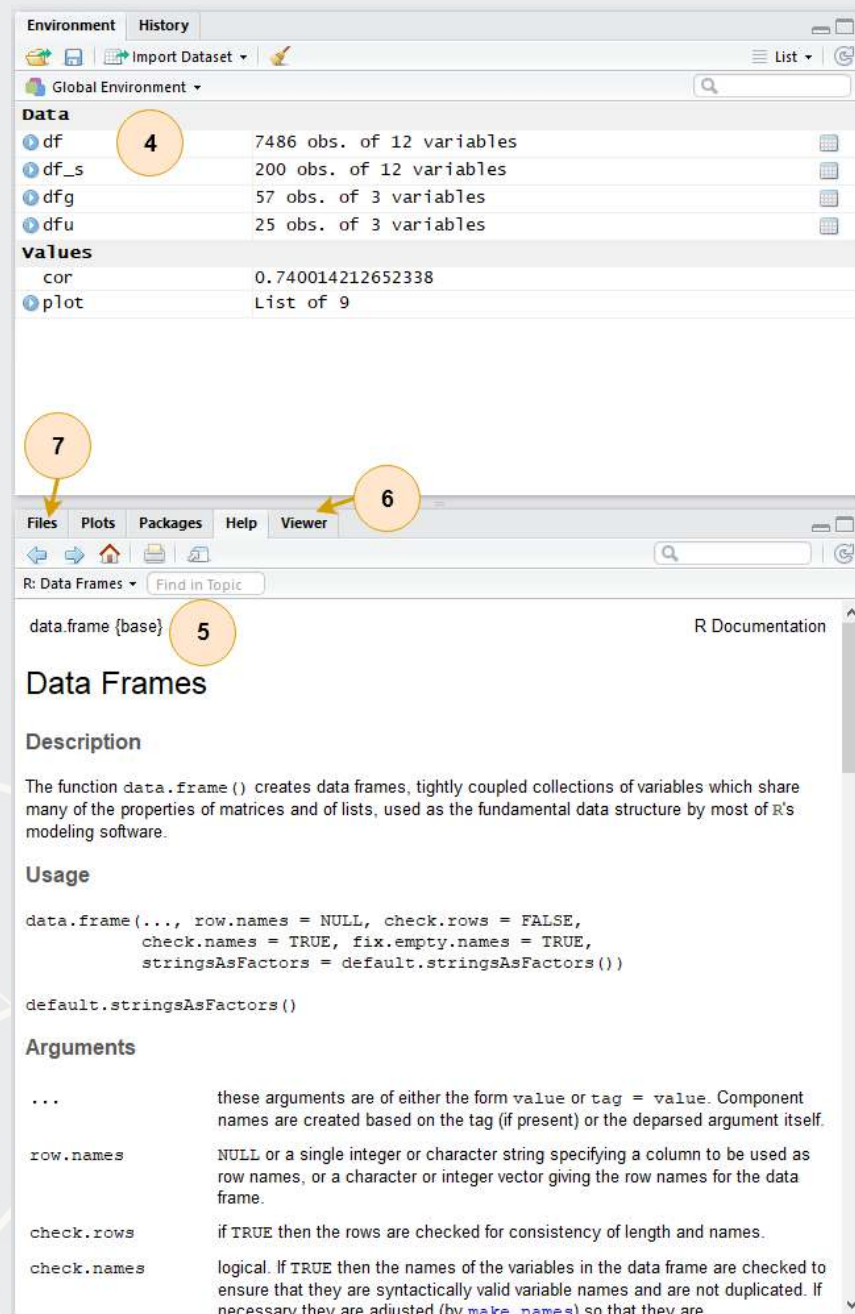 Environment History
Import Dataset List
Global Environment
Data
df 4 7486 obs. of 12 variables
df_s 200 obs. of 12 variables
dfg 57 obs. of 3 variables
dfu 25 obs. of 3 variables
Values
cor 0.740014212652338
plot List of 9
7
6
Files Plots Packages Help Viewer
R: Data Frames Find in Topic
data.frame {base} 5 R Documentation
Data Frames
Description
The function data.frame() creates data frames, tightly coupled collections of variables which share
many of the properties of matrices and of lists, used as the fundamental data structure by most of R's
modeling software.
Usage
data.frame(..., row.names = NULL, check.rows = FALSE,
check.names = TRUE, fix.empty.names = TRUE,
stringsAsFactors = default.stringsAsFactors())
default.stringsAsFactors()
Arguments
... these arguments are of either the form value or tag = value. Component
names are created based on the tag (if present) or the deparsed argument itself.
row.names NULL or a single integer or character string specifying a column to be used as
row names, or a character or integer vector giving the row names for the data
frame.
check.rows if TRUE then the rows are checked for consistency of length and names.
check.names logical. If TRUE then the names of the variables in the data frame are checked to
ensure that they are syntactically valid variable names and are not duplicated. If
necessary they are adjusted (by make.names) so that they are